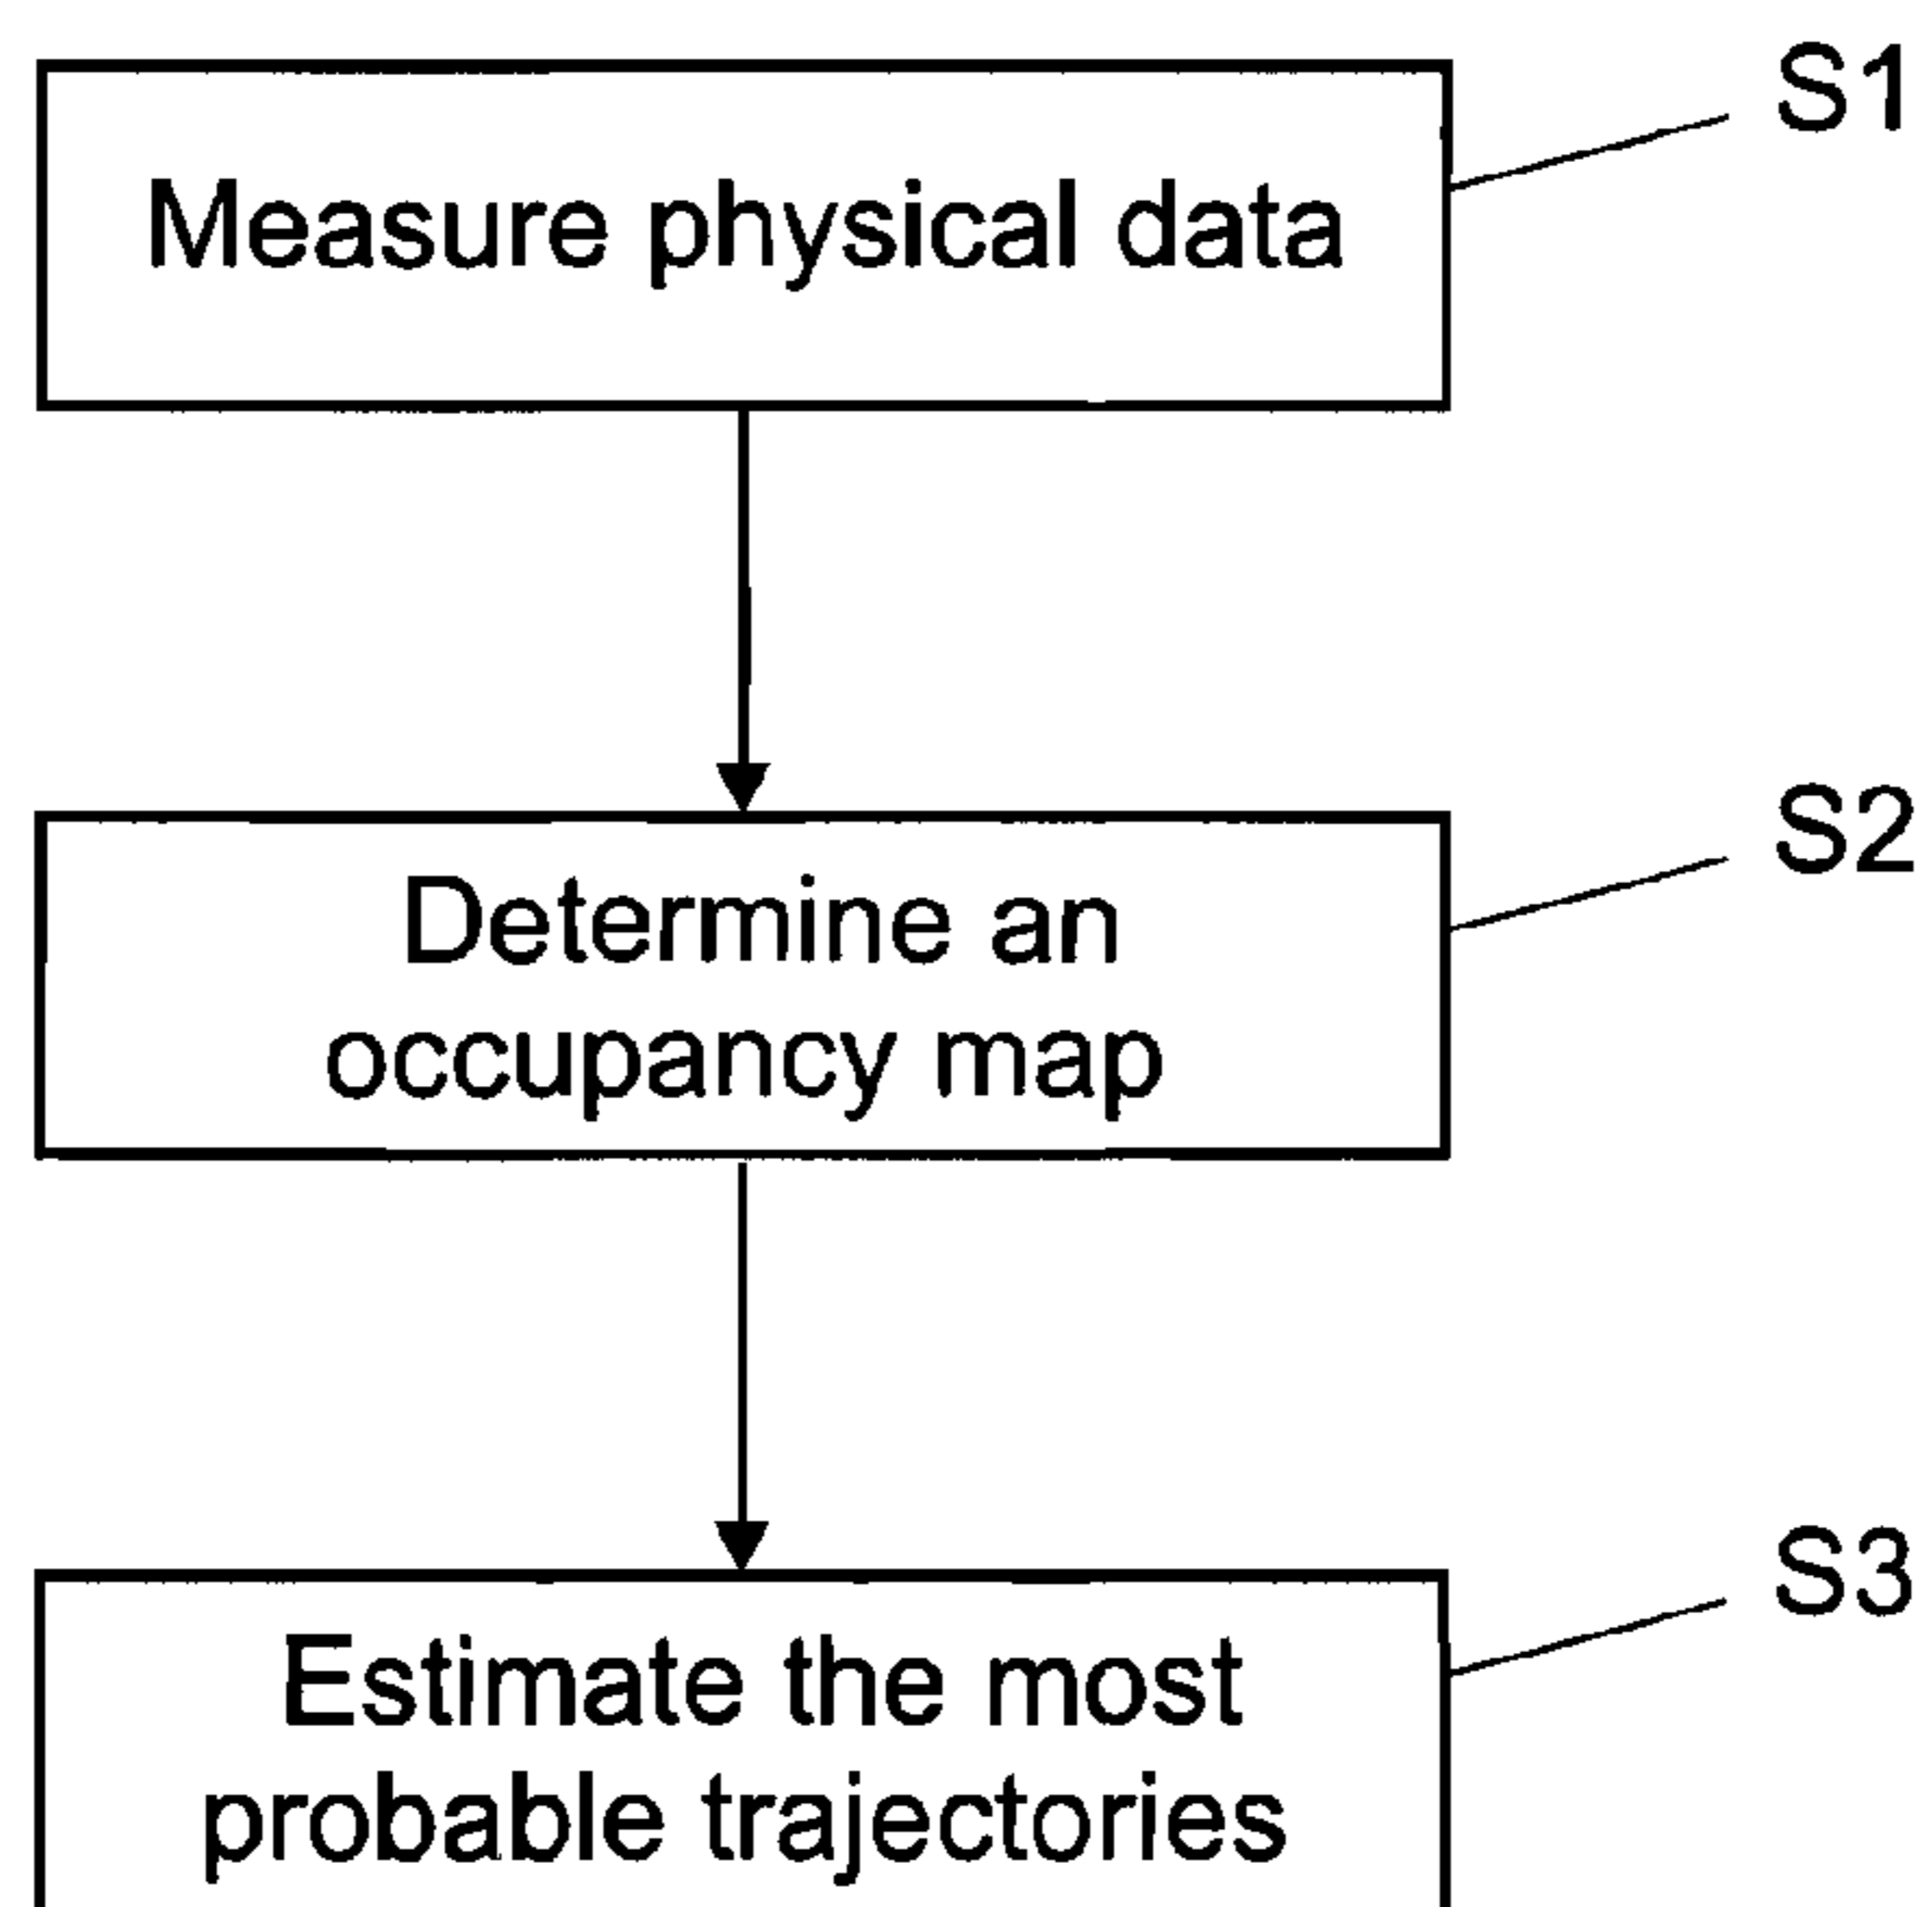 S1
Measure physical data
S2
Determine an
occupancy map
S3
Estimate the most
probable trajectories